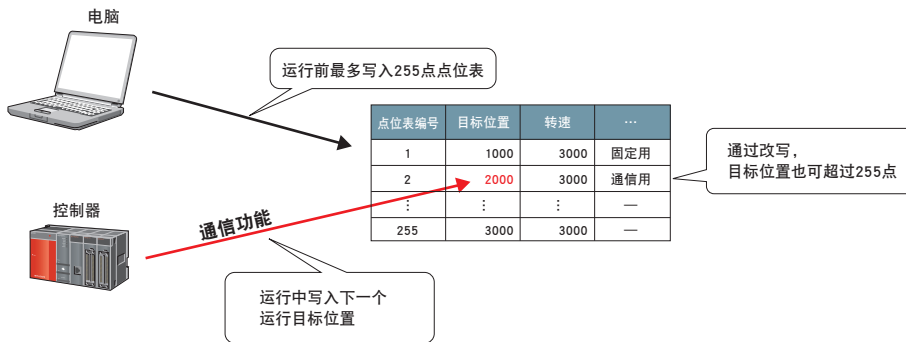 电脑
运行前最多写入255点点位表
点位表编号 目标位置 转速 …
1 1000 3000 固定用
2 2000 3000 通信用
⋮ ⋮ ⋮ —
255 3000 3000 —
通过改写，
目标位置也可超过255点
控制器
通信功能
运行中写入下一个
运行目标位置